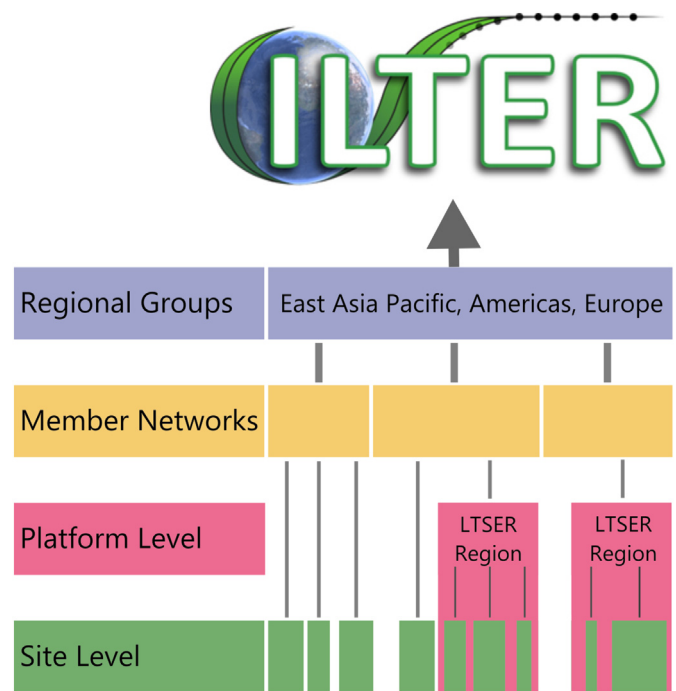 ILTER
Regional Groups
East Asia Pacific, Americas, Europe
Member Networks
Platform Level
LTSER
Region
LTSER
Region
Site Level